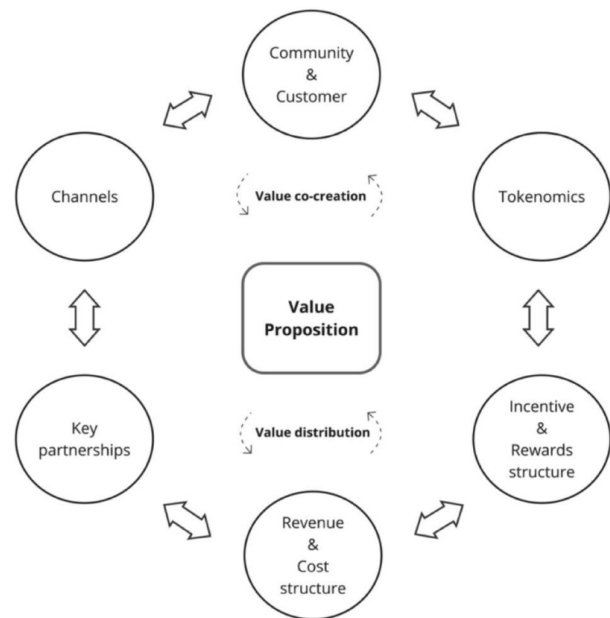 Community
&
Customer
Channels
Value co-creation
Tokenomics
Value
Proposition
Key
partnerships
Value distribution
Incentive
&
Rewards
structure
Revenue
&
Cost
structure